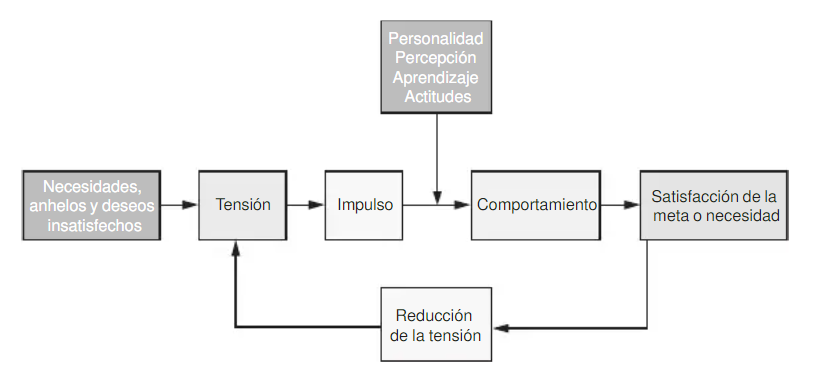 Personalidad
Percepción
Aprendizaje
Actitudes
Necesidades,
anhelos y deseos
insatisfechos
Tensión
Impulso
Comportamiento
Satisfacción de la
meta o necesidad
Reducción
de la tensión